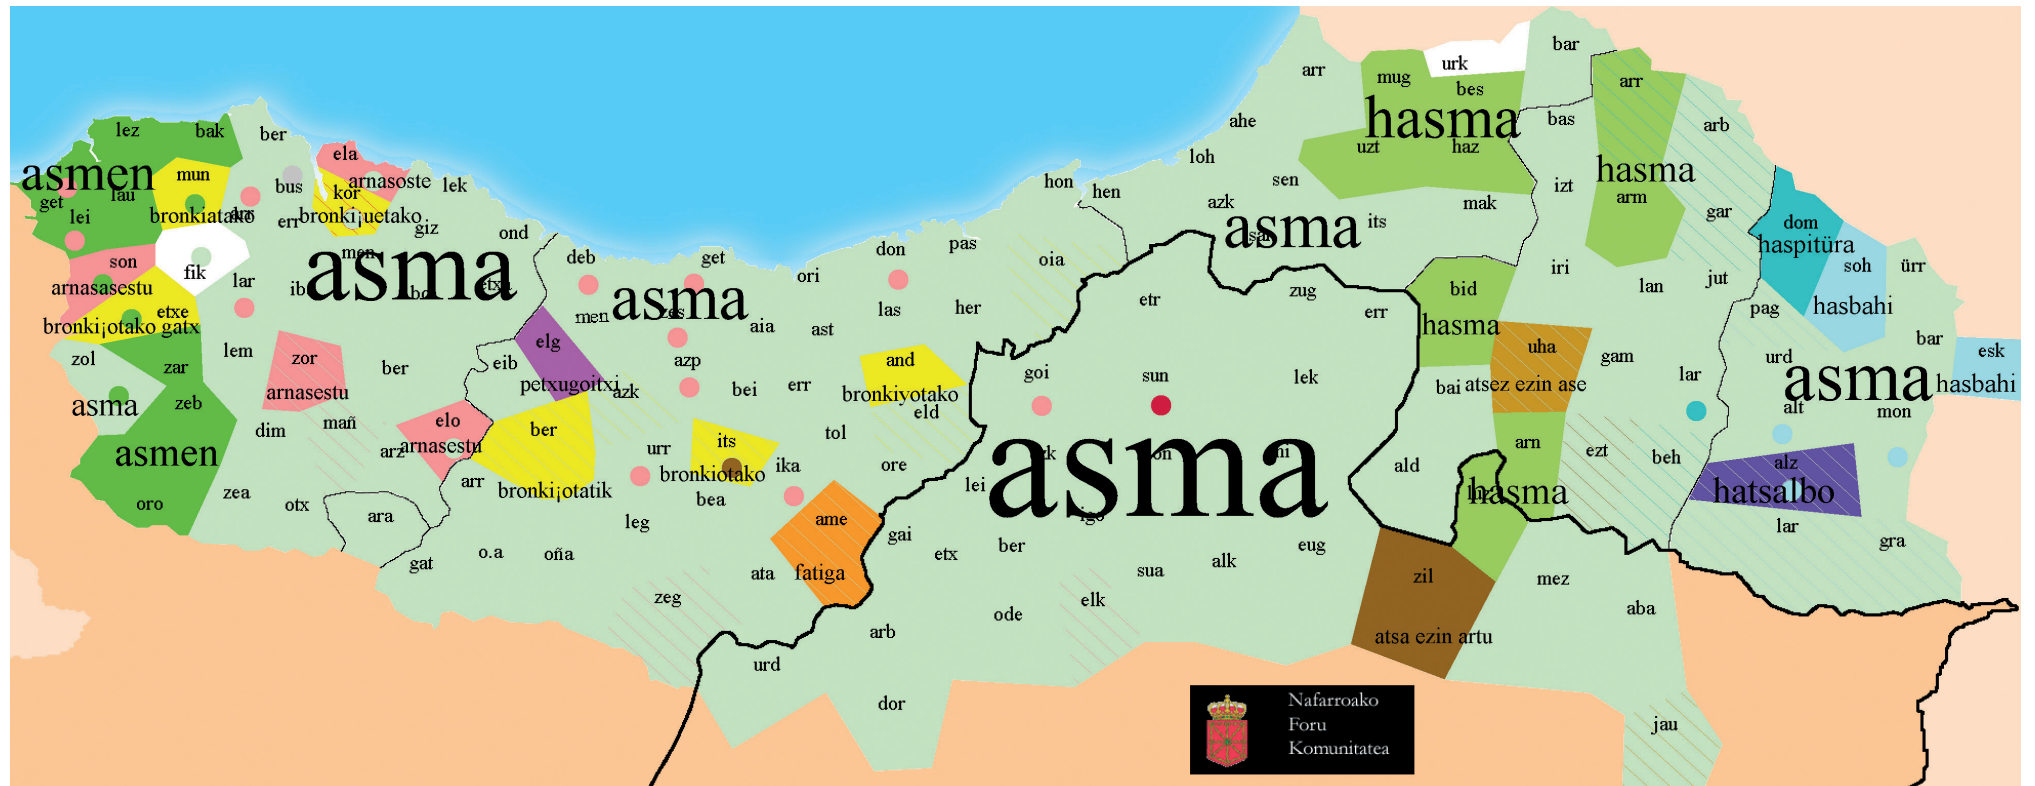 bar
urk
arr
mug
bes
arr
hasma
lez
bak
ber
ahe
bas
arb
uzt
haz
ela
loh
hasma
asmen
mun
arnasoste
lek
sen
izt
lau
bus
kor
hon
hen
azk
mak
arm
get
lei
bronkiatako
err
bronki¡uetako
giz
its
gar
dom
asma
haspitüra
ond
men
asma
don
pas
oia
son
fik
deb
get
iri
soh
ürr
arnasasestu
lar
ori
lan
jut
bid
zug
etr
asma
hasbahi
etxe
men
las
her
err
pag
bronki¡otako gatx
aia
ast
hasma
elg
bar
zol
zar
lem
zor
eib
azp
and
uha
gam
urd
esk
ber
goi
sun
lek
lar
asma
hasbahi
arnasestu
petxugoitxi
azk
bei
err
bronkiyotako
bai
atsez ezin ase
asma
zeb
eld
alt
mon
dim
mañ
elo
ber
its
tol
arn
asmen
arz
arnasestu
urr
ezt
beh
asma
ika
ore
ald
alz
bronkiotako
arr
lei
hasma
hatsalbo
zea
bronki¡otatik
bea
oro
otx
ara
leg
ame
igo
lar
gai
gra
gat
o.a
oña
etx
ber
eug
alk
ata
fatiga
sua
zil
mez
zeg
elk
ode
aba
arb
atsa ezin artu
urd
dor
jau
Nafarroako
Foru
Komunitatea